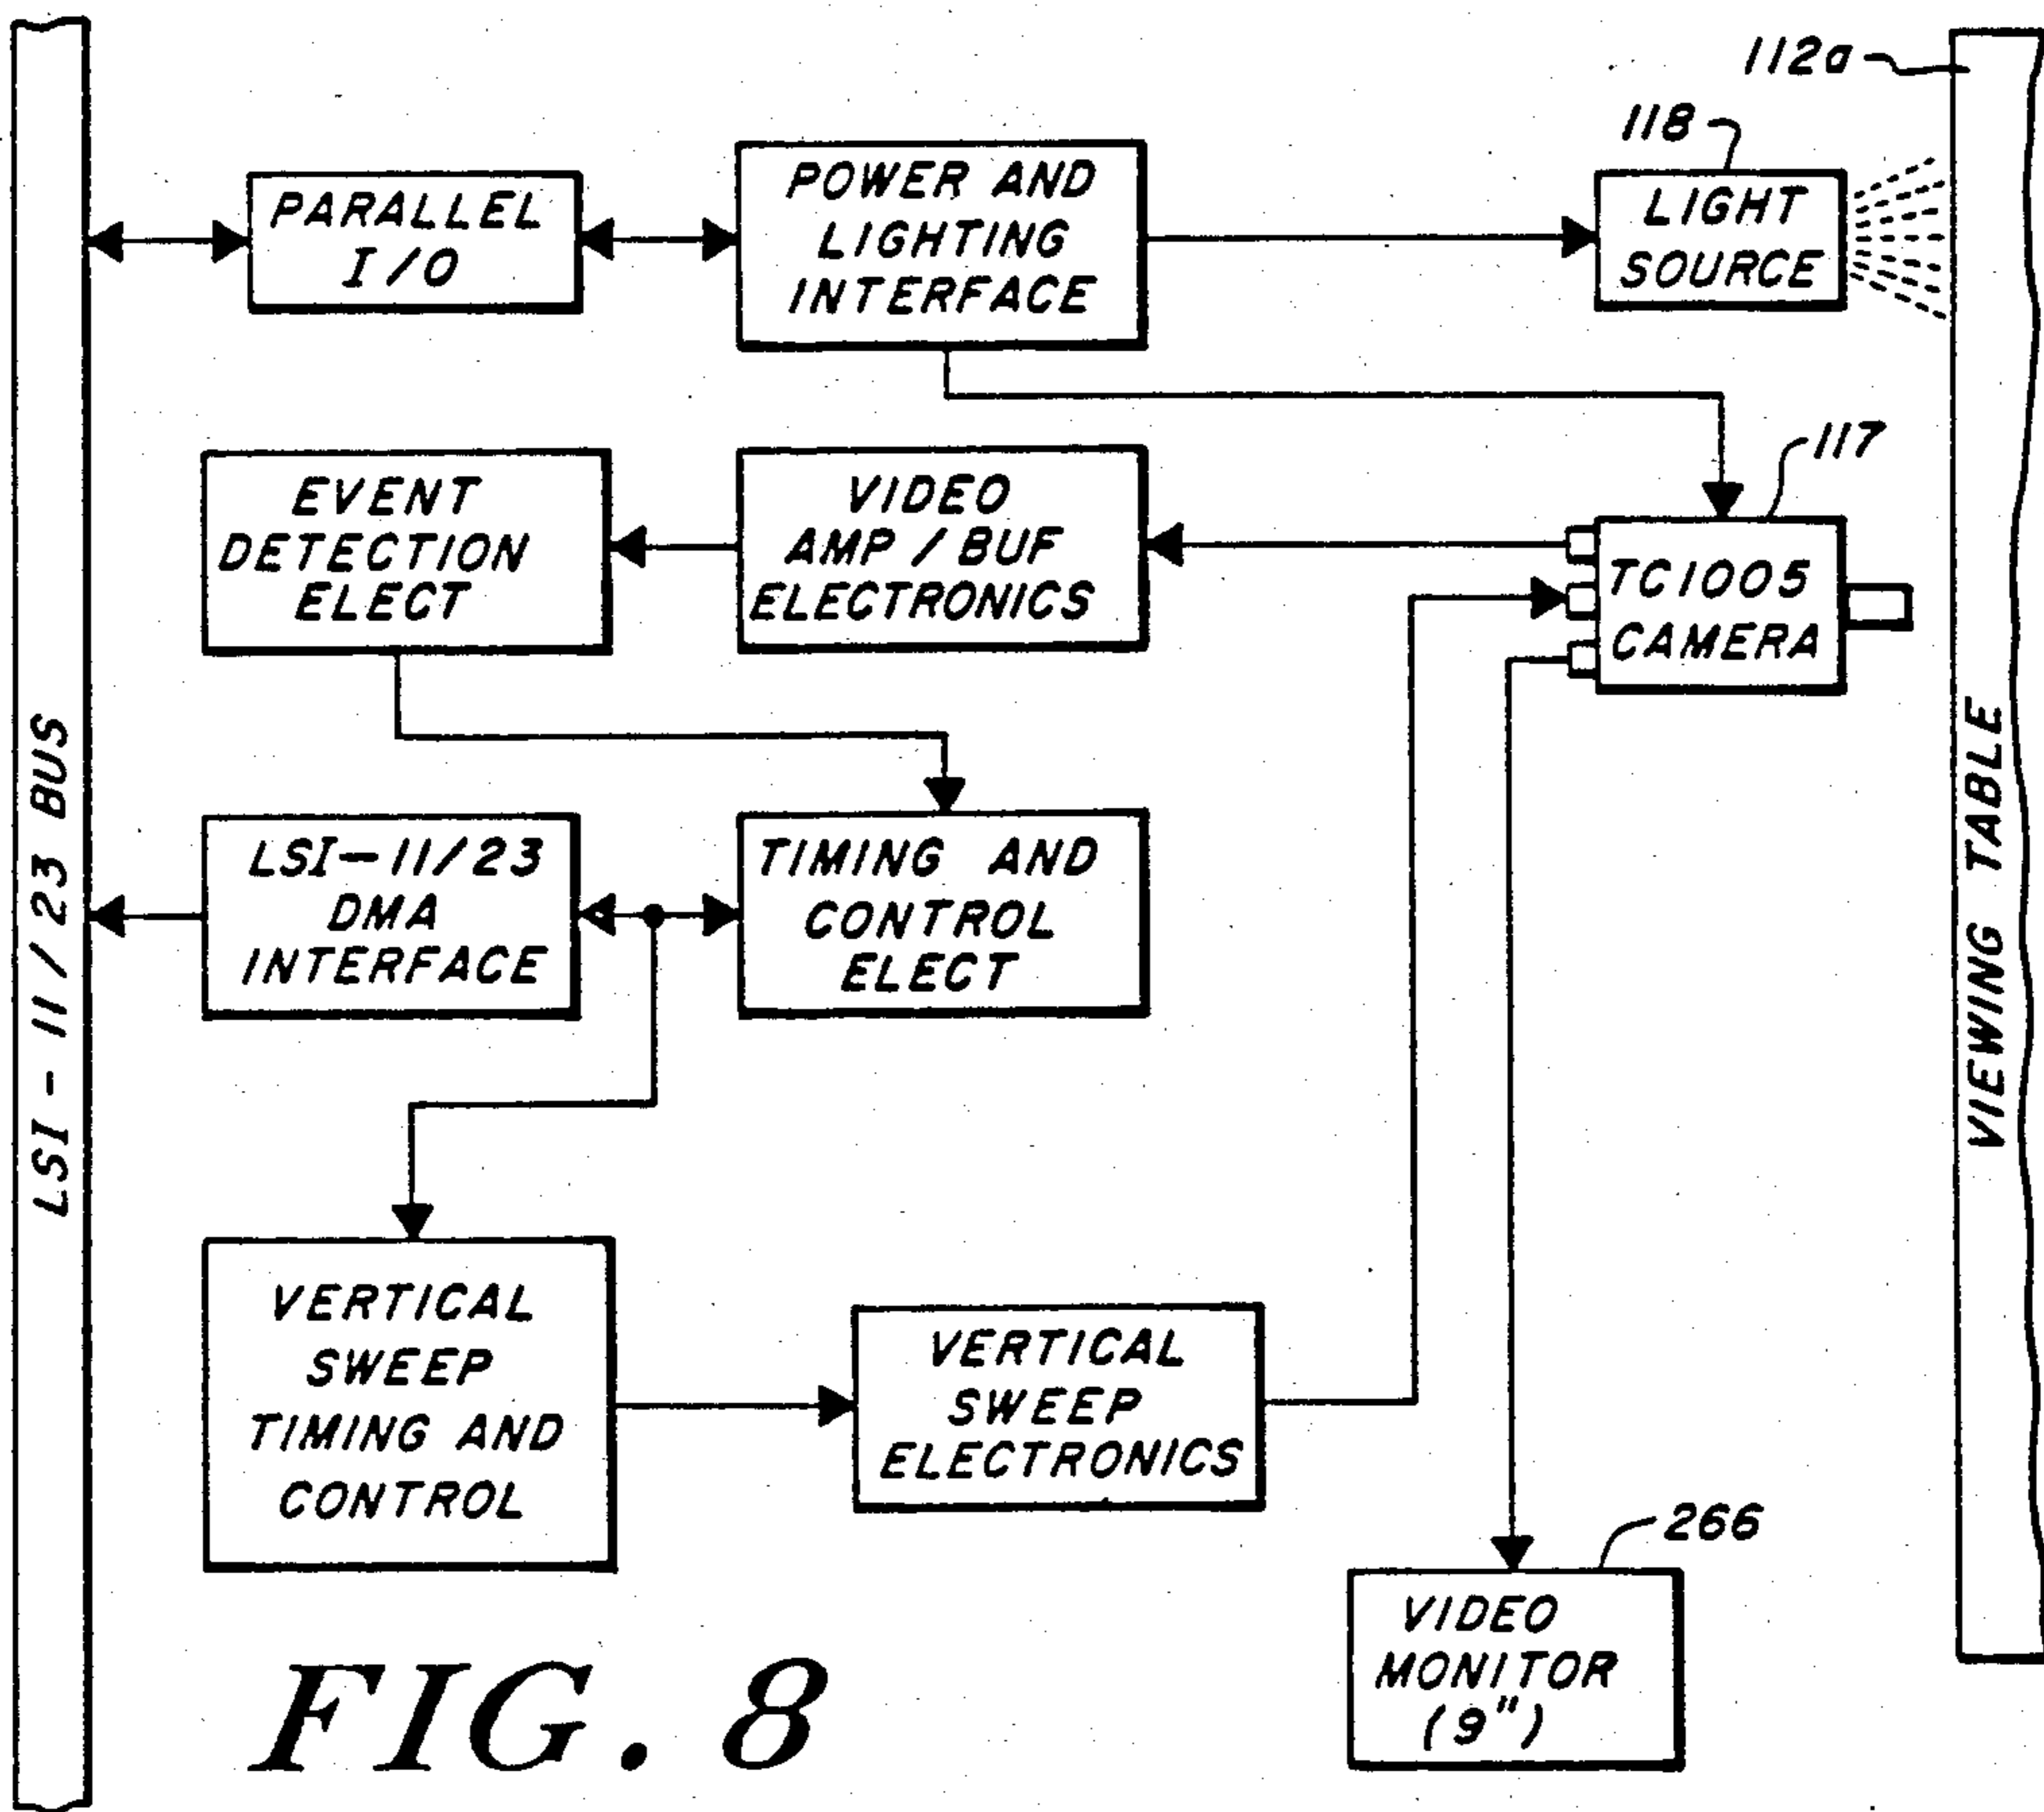 112a
118
POWER AND
LIGHTING
INTERFACE
PARALLEL
I/O
LIGHT
SOURCE
117
EVENT
DETECTION
ELECT
VIDEO
AMP / BUF
ELECTRONICS
TC1005
CAMERA
LSI-11/23 BUS
VIEWING TABLE
LSI-11/23
DMA
INTERFACE
TIMING AND
CONTROL
ELECT
VERTICAL
SWEEP
TIMING AND
CONTROL
VERTICAL
SWEEP
ELECTRONICS
266
VIDEO
MONITOR
(9")
FIG. 8